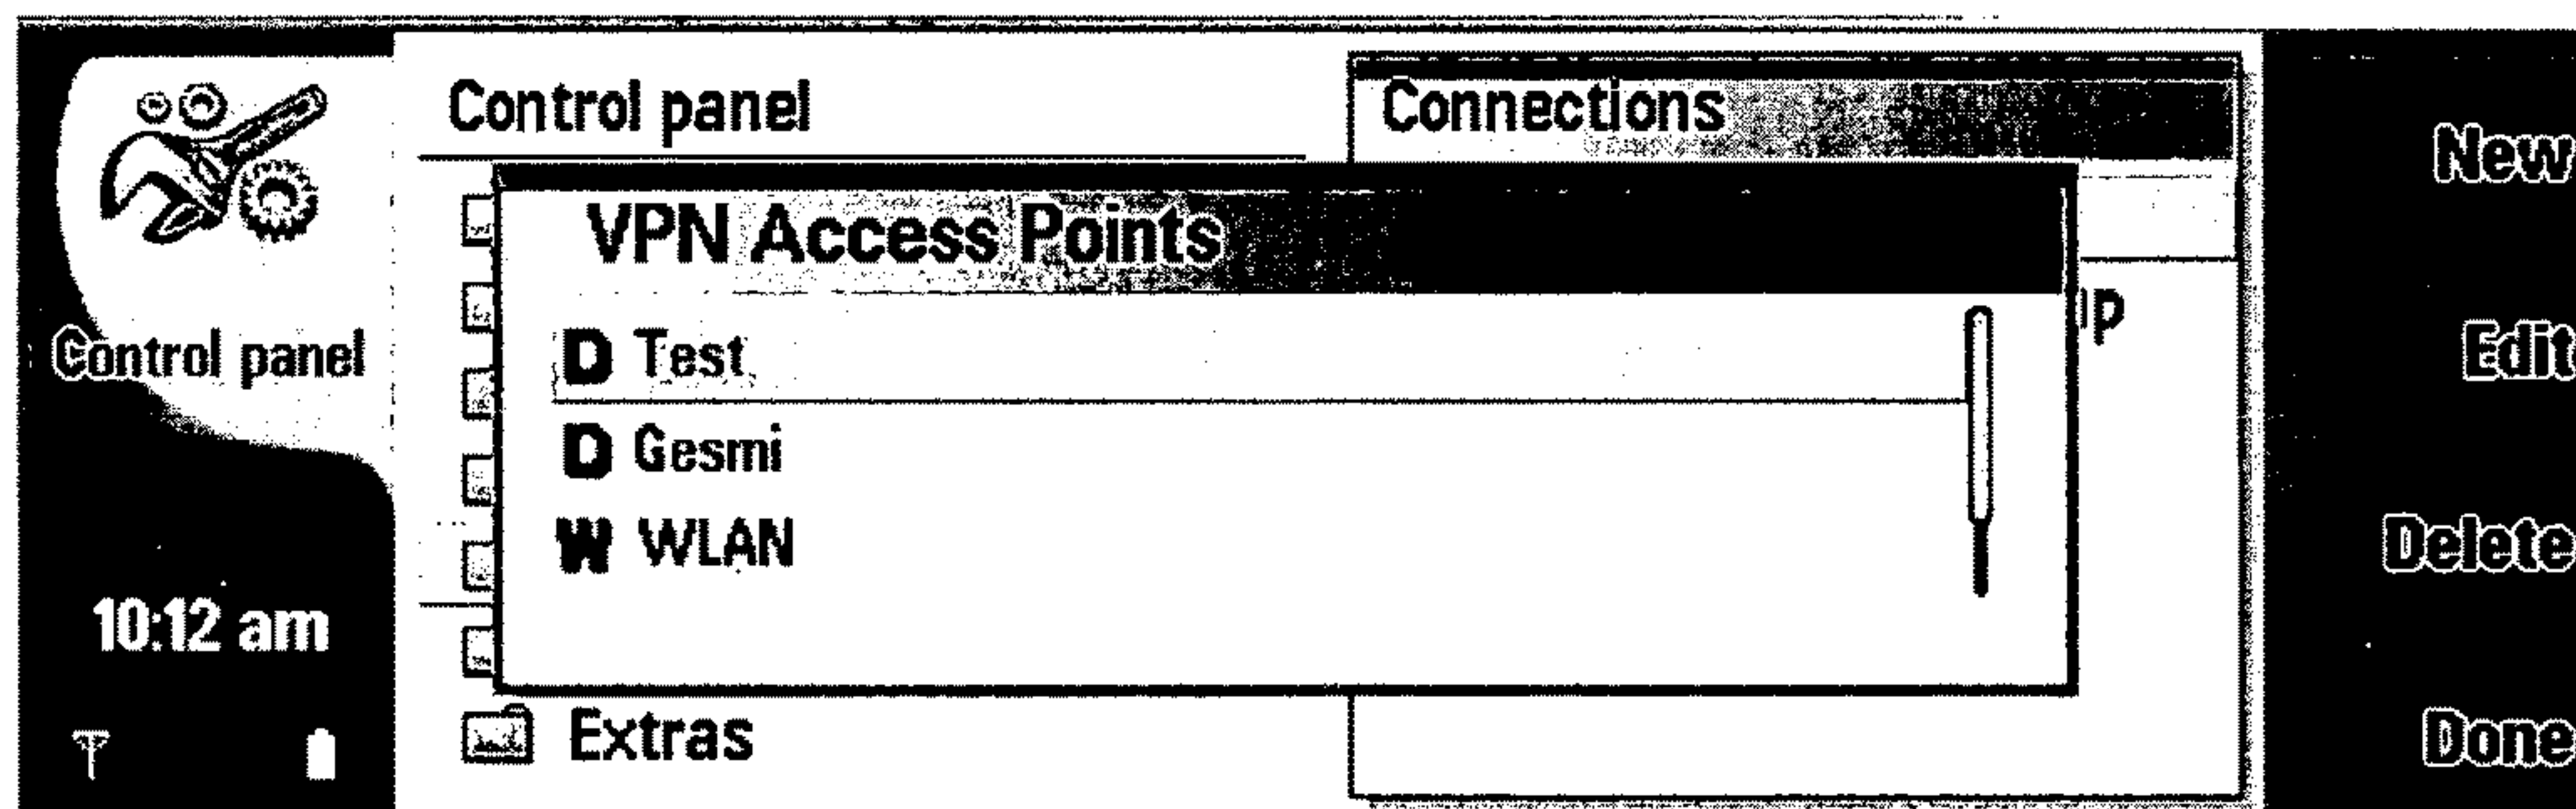 Control panel
10:12 am
Control panel
Connections
VPN Access Points
D Test
D Gesmi
W WLAN
Extras
New
Edit
Delete
Done